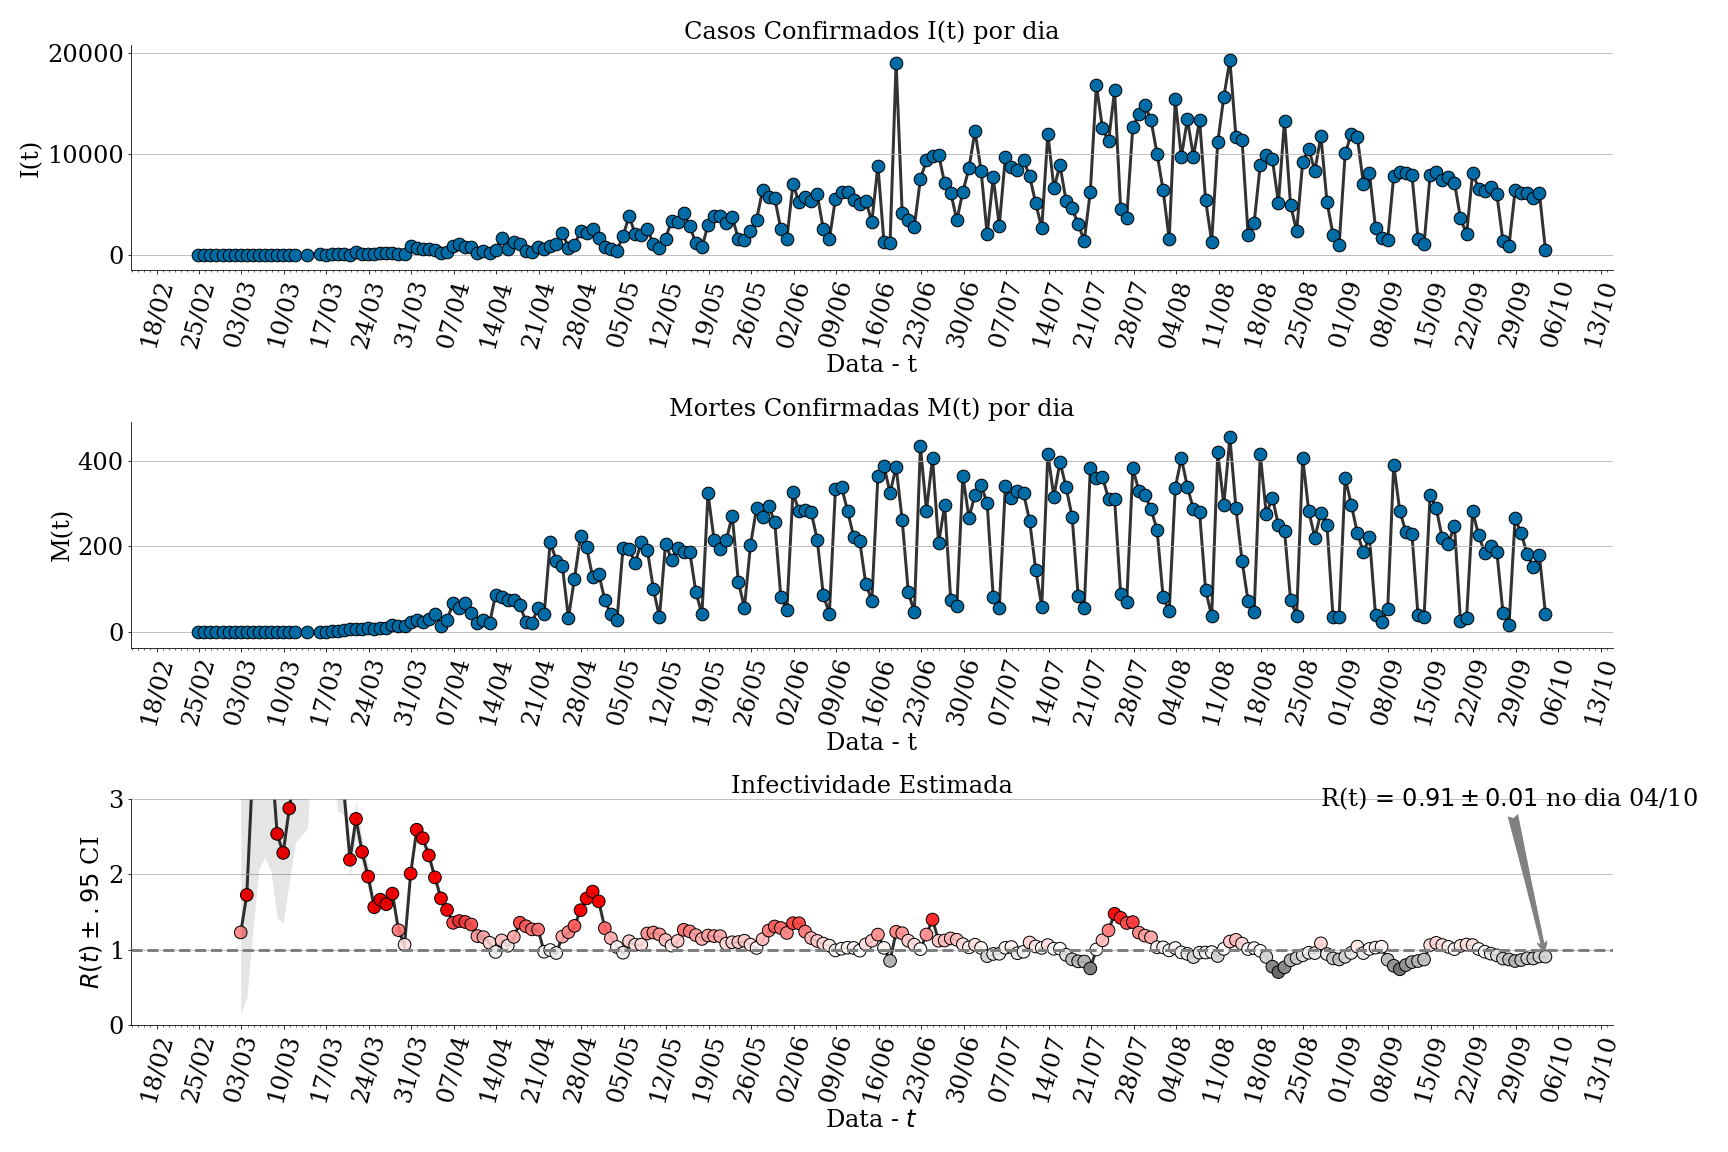 Casos Confirmados I(t) por dia
I(t)
20000
10000
0
18/02 25/02 03/03 10/03 17/03 24/03 31/03 07/04 14/04 21/04 28/04 05/05 12/05 19/05 26/05 02/06 09/06 16/06 23/06 30/06 07/07 14/07 21/07 28/07 04/08 11/08 18/08 25/08 01/09 08/09 15/09 22/09 29/09 06/10 13/10
Data - t
Mortes Confirmadas M(t) por dia
M(t)
400
200
0
18/02 25/02 03/03 10/03 17/03 24/03 31/03 07/04 14/04 21/04 28/04 05/05 12/05 19/05 26/05 02/06 09/06 16/06 23/06 30/06 07/07 14/07 21/07 28/07 04/08 11/08 18/08 25/08 01/09 08/09 15/09 22/09 29/09 06/10 13/10
Data - t
Infectividade Estimada
R(t) = 0.91 ± 0.01 no dia 04/10
R(t) ± .95 CI
3
2
1
0
18/02 25/02 03/03 10/03 17/03 24/03 31/03 07/04 14/04 21/04 28/04 05/05 12/05 19/05 26/05 02/06 09/06 16/06 23/06 30/06 07/07 14/07 21/07 28/07 04/08 11/08 18/08 25/08 01/09 08/09 15/09 22/09 29/09 06/10 13/10
Data - t